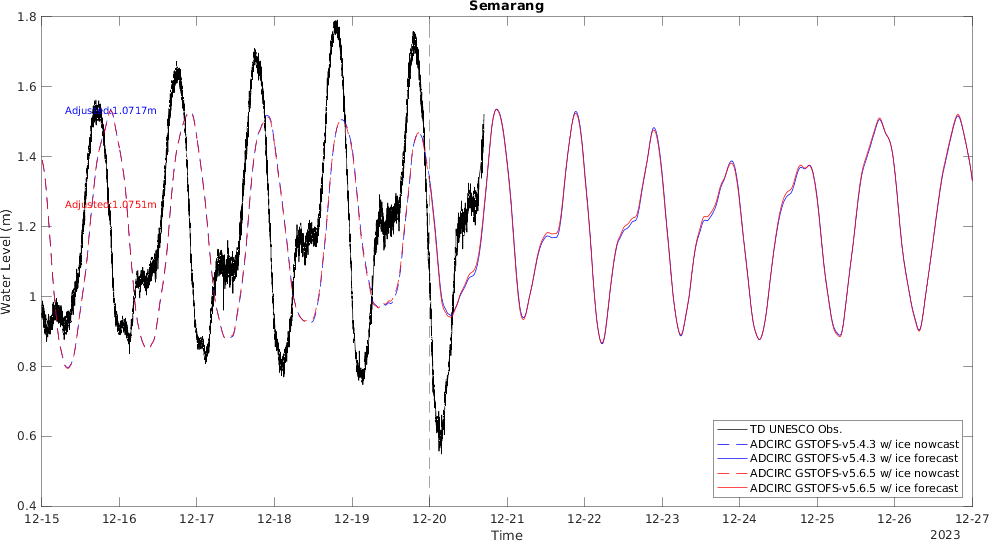 Semarang
1.8
1.6
1.4
1.2
1
0.8
0.6
0.4
Water Level (m)
Adjusted:1.0717m
Adjusted:1.0751m
TD UNESCO Obs.
ADCIRC GSTOFS-v5.4.3 w/ ice nowcast
ADCIRC GSTOFS-v5.4.3 w/ ice forecast
ADCIRC GSTOFS-v5.6.5 w/ ice nowcast
ADCIRC GSTOFS-v5.6.5 w/ ice forecast
12-15 12-16 12-17 12-18 12-19 12-20 12-21 12-22 12-23 12-24 12-25 12-26 12-27
Time
2023